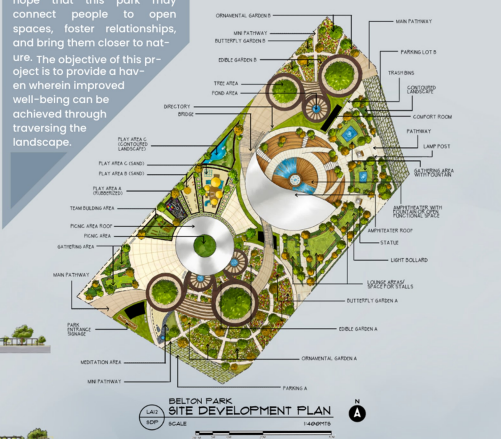 hope that this park may
connect people to open
spaces, foster relationships,
and bring them closer to nat-
ure. The objective of this pr-
oject is to provide a hav-
en wherein improved
well-being can be
achieved through
traversing the
landscape.
ORNAMENTAL GARDEN B
MINI PATHWAY
BUTTERFLY GARDEN B
EDIBLE GARDEN B
TREE AREA
POND AREA
DIRECTORY
BRIDGE
PLAY AREA C
(CONTOURED
LANDSCAPE)
PLAY AREA C (SAND)
PLAY AREA B (SAND)
PLAY AREA A
(RUBBERIZED)
TEAM BUILDING AREA
PICNIC AREA ROOF
PICNIC AREA
GATHERING AREA
MAIN PATHWAY
PARK
ENTRANCE
SIGNAGE
MEDITATION AREA
MINI PATHWAY
MAIN PATHWAY
PARKING LOT B
TRASH BINS
CONTOURED
LANDSCAPE
COMFORT ROOM
PATHWAY
LAMP POST
GATHERING AREA
WITH FOUNTAIN
AMPHITEATER WITH
FOUNTAIN/EVENT
FUNCTIONAL SPACE
AMPHITEATER ROOF
STATUE
LIGHT BOLLARD
LOUNGE AREAS/
SPACE FOR STALLS
BUTTERFLY GARDEN A
EDIBLE GARDEN A
ORNAMENTAL GARDEN A
PARKING A
BELTON PARK
SITE DEVELOPMENT PLAN
SDP
SCALE
1:400MTS
N
A